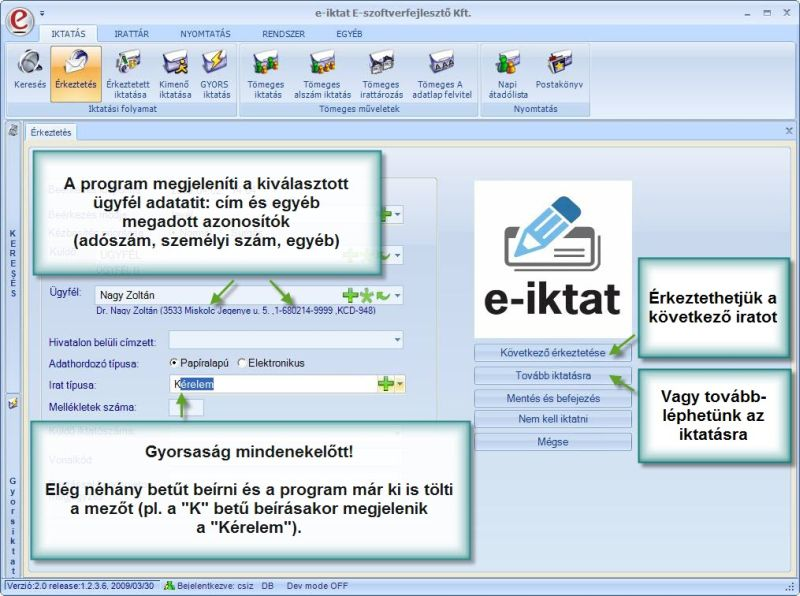 e-iktat E-szoftverfejlesztő Kft.
IKTATÁS IRATTÁR NYOMTATÁS RENDSZER EGYÉB
Keresés Érkeztetés Érkeztetett iktatása Kimenő iktatása GYORS iktatás Tömeges iktatás Tömeges alszám iktatás Tömeges irattározás Tömeges A adatlap felvitel Napi átadólista Postakönyv
Iktatási folyamat Tömeges műveletek Nyomtatás
Érkeztetés
KERESÉS
A program megjeleníti a kiválasztott
ügyfél adatatit: cím és egyéb
megadott azonosítók
(adószám, személyi szám, egyéb)
Ügyfél: Nagy Zoltán
Dr. Nagy Zoltán (3533 Miskolc Jegenye u. 5. ,1-680214-9999 ,KCD-948)
Hivatalon belüli címzett:
Adathordozó típusa: Papíralapú Elektronikus
Irat típusa: Kérelem
Mellékletek száma:
Küldő iktatószáma:
Vonalkód:
Gyorsaság mindenekelőtt!
Elég néhány betűt beírni és a program már ki is tölti
a mezőt (pl. a "K" betű beírásakor megjelenik
a "Kérelem").
e-iktat
Következő érkeztetése
Tovább iktatásra
Mentés és befejezés
Nem kell iktatni
Mégse
Érkeztethetjük a
következő iratot
Vagy tovább-
léphetünk az
iktatásra
Gyorsiktat
Verzió:2.0 release:1.2.3.6, 2009/03/30 Bejelentkezve: csiz DB Dev mode OFF